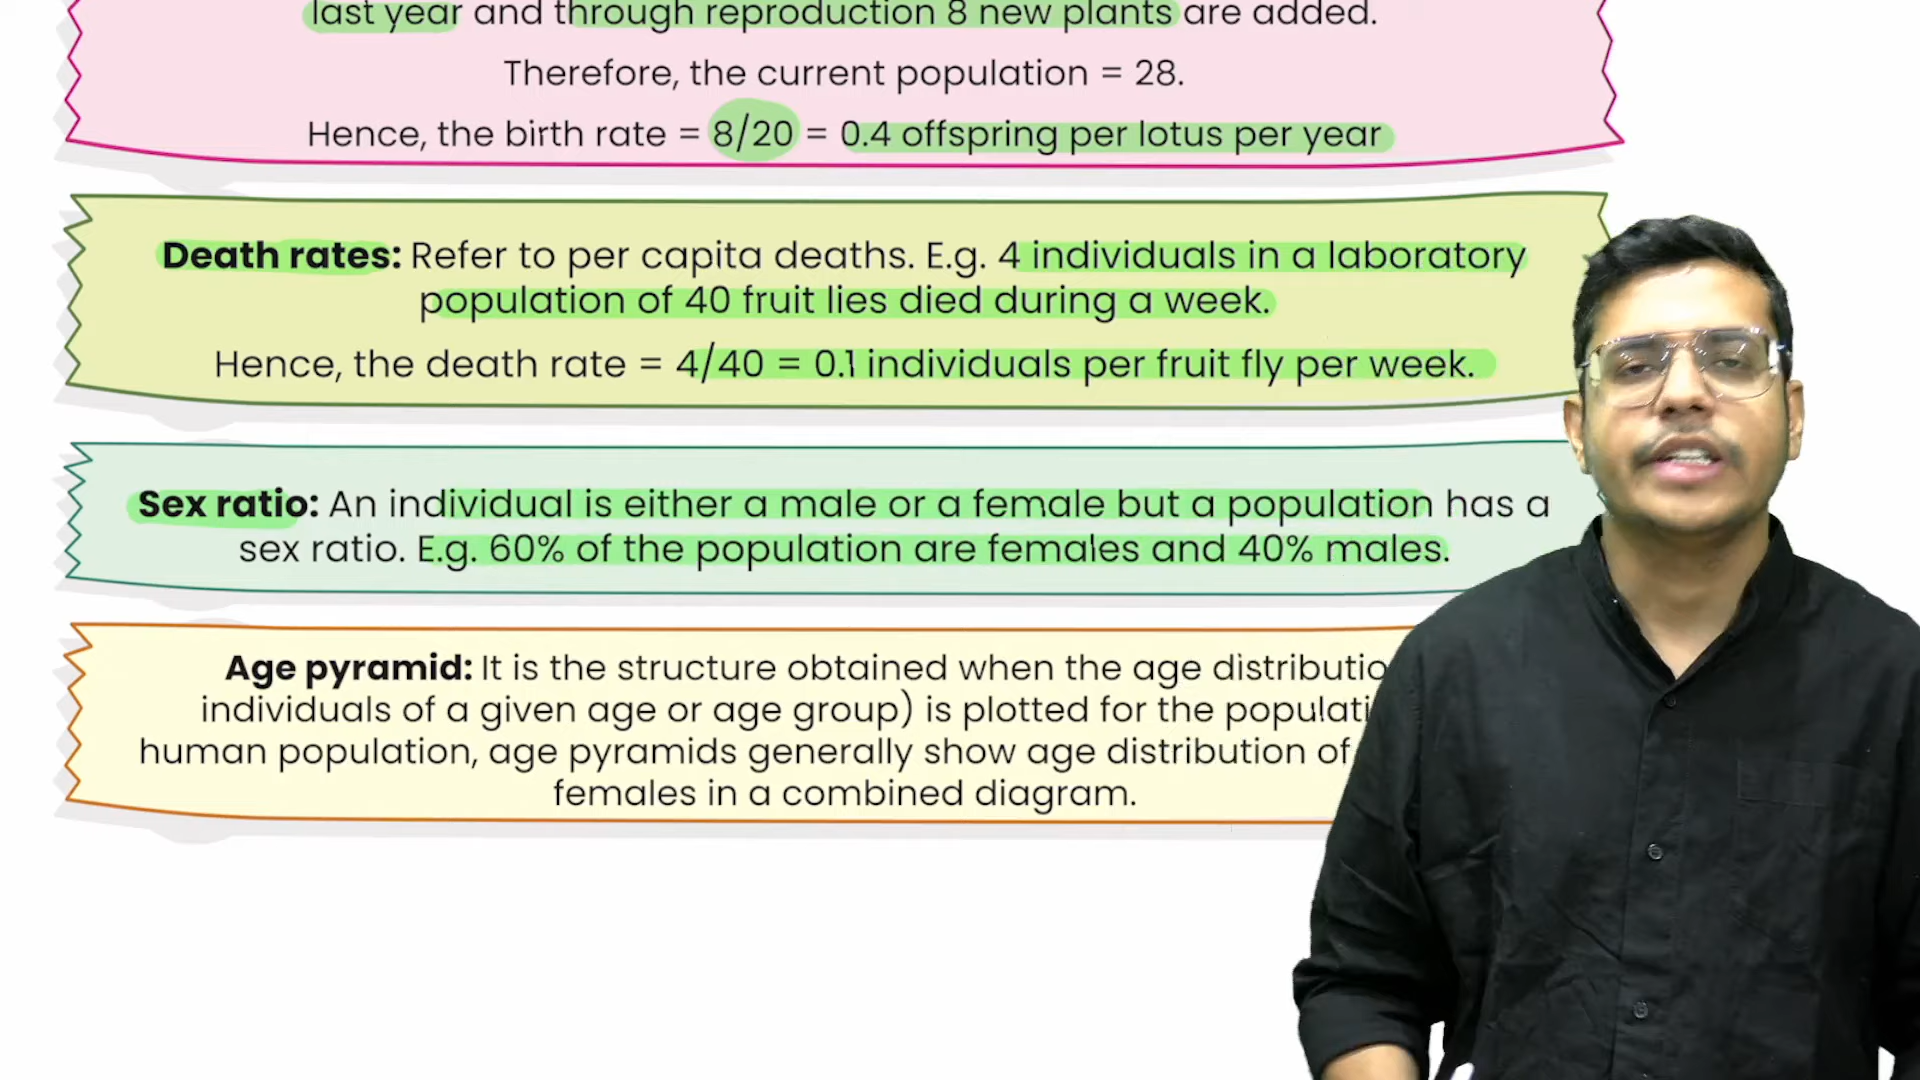 last year and through reproduction 8 new plants are added.
Therefore, the current population = 28.
Hence, the birth rate = 8/20 = 0.4 offspring per lotus per year
Death rates: Refer to per capita deaths. E.g. 4 individuals in a laboratory
population of 40 fruit lies died during a week.
Hence, the death rate = 4/40 = 0.1 individuals per fruit fly per week.
Sex ratio: An individual is either a male or a female but a population has a
sex ratio. E.g. 60% of the population are females and 40% males.
Age pyramid: It is the structure obtained when the age
individuals of a given age or age group) is plotted for the
human population, age pyramids generally show age distribution of
females in a combined diagram.